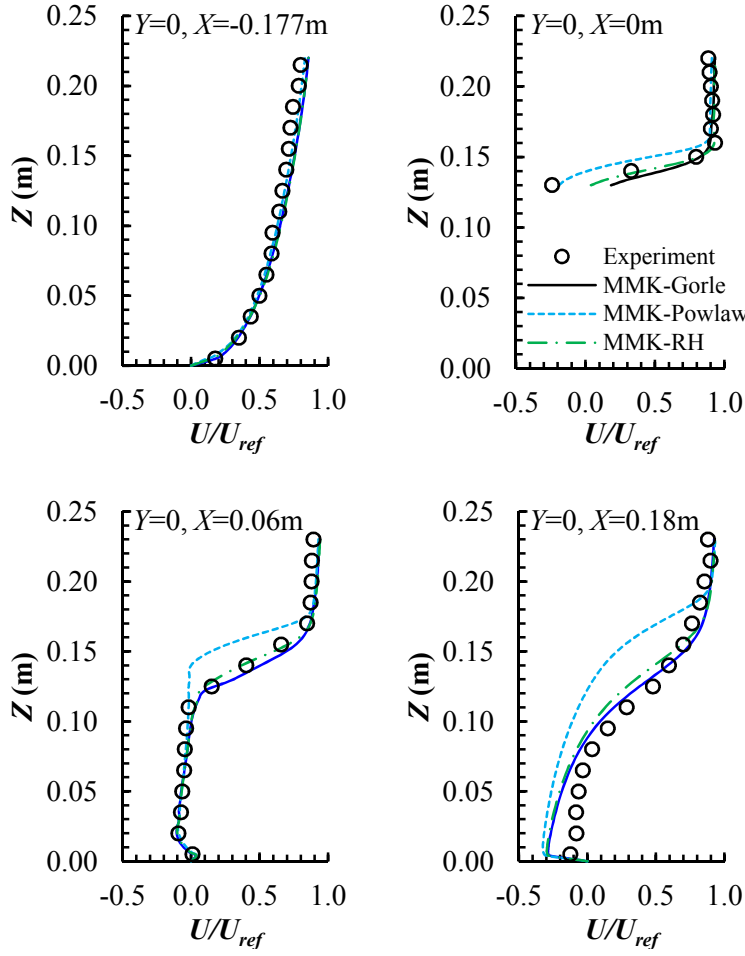 Y=0, X=-0.177m
0.25
0.20
0.15
0.10
0.05
0.00
Z (m)
-0.5 0.0 0.5 1.0
U/Uref
Y=0, X=0m
0.25
0.20
0.15
0.10
0.05
0.00
Z (m)
Experiment
MMK-Gorle
MMK-Powlaw
MMK-RH
-0.5 0.0 0.5 1.0
U/Uref
Y=0, X=0.06m
0.25
0.20
0.15
0.10
0.05
0.00
Z (m)
-0.5 0.0 0.5 1.0
U/Uref
Y=0, X=0.18m
0.25
0.20
0.15
0.10
0.05
0.00
Z (m)
-0.5 0.0 0.5 1.0
U/Uref